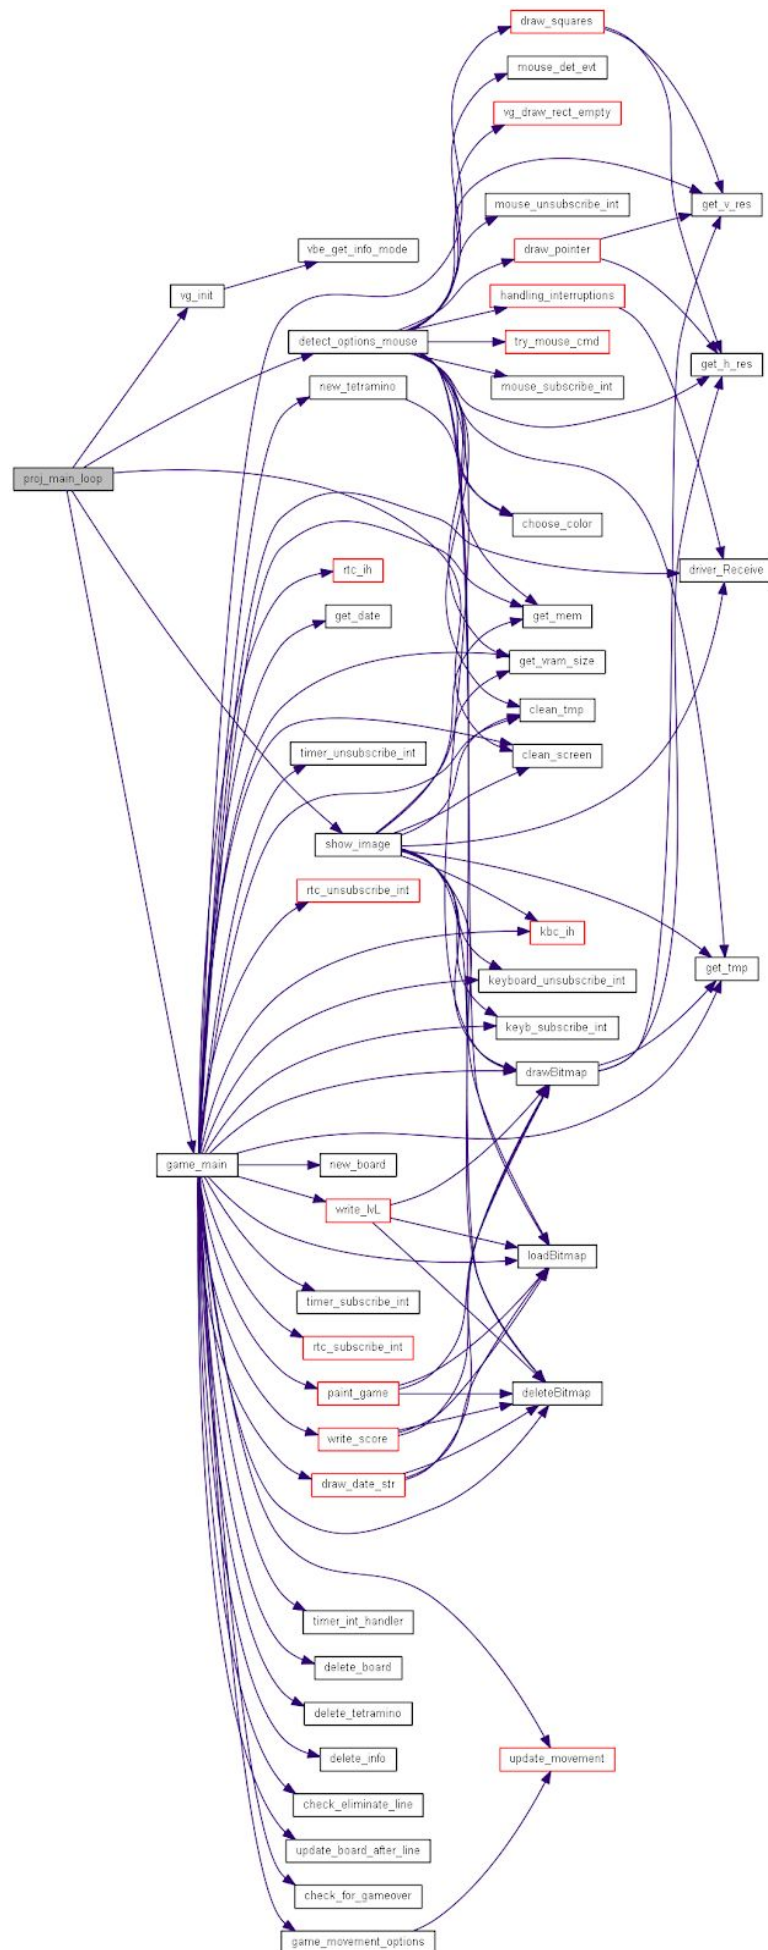 draw_squares
mouse_det_evt
vg_draw_rect_empty
mouse_unsubscribe_int
get_v_res
vbe_get_info_mode
draw_pointer
vg_init
handling_interruptions
detect_options_mouse
try_mouse_cmd
get_h_res
new_tetramino
mouse_subscribe_int
proj_main_loop
choose_color
rtc_ih
driver_Receive
get_date
get_mem
get_vram_size
clean_tmp
timer_unsubscribe_int
clean_screen
show_image
rtc_unsubscribe_int
kbc_ih
get_tmp
keyboard_unsubscribe_int
keyb_subscribe_int
drawBitmap
game_main
new_board
write_lvL
loadBitmap
timer_subscribe_int
rtc_subscribe_int
paint_game
deleteBitmap
write_score
draw_date_str
timer_int_handler
delete_board
delete_tetramino
delete_info
update_movement
check_eliminate_line
update_board_after_line
check_for_gameover
game_movement_options